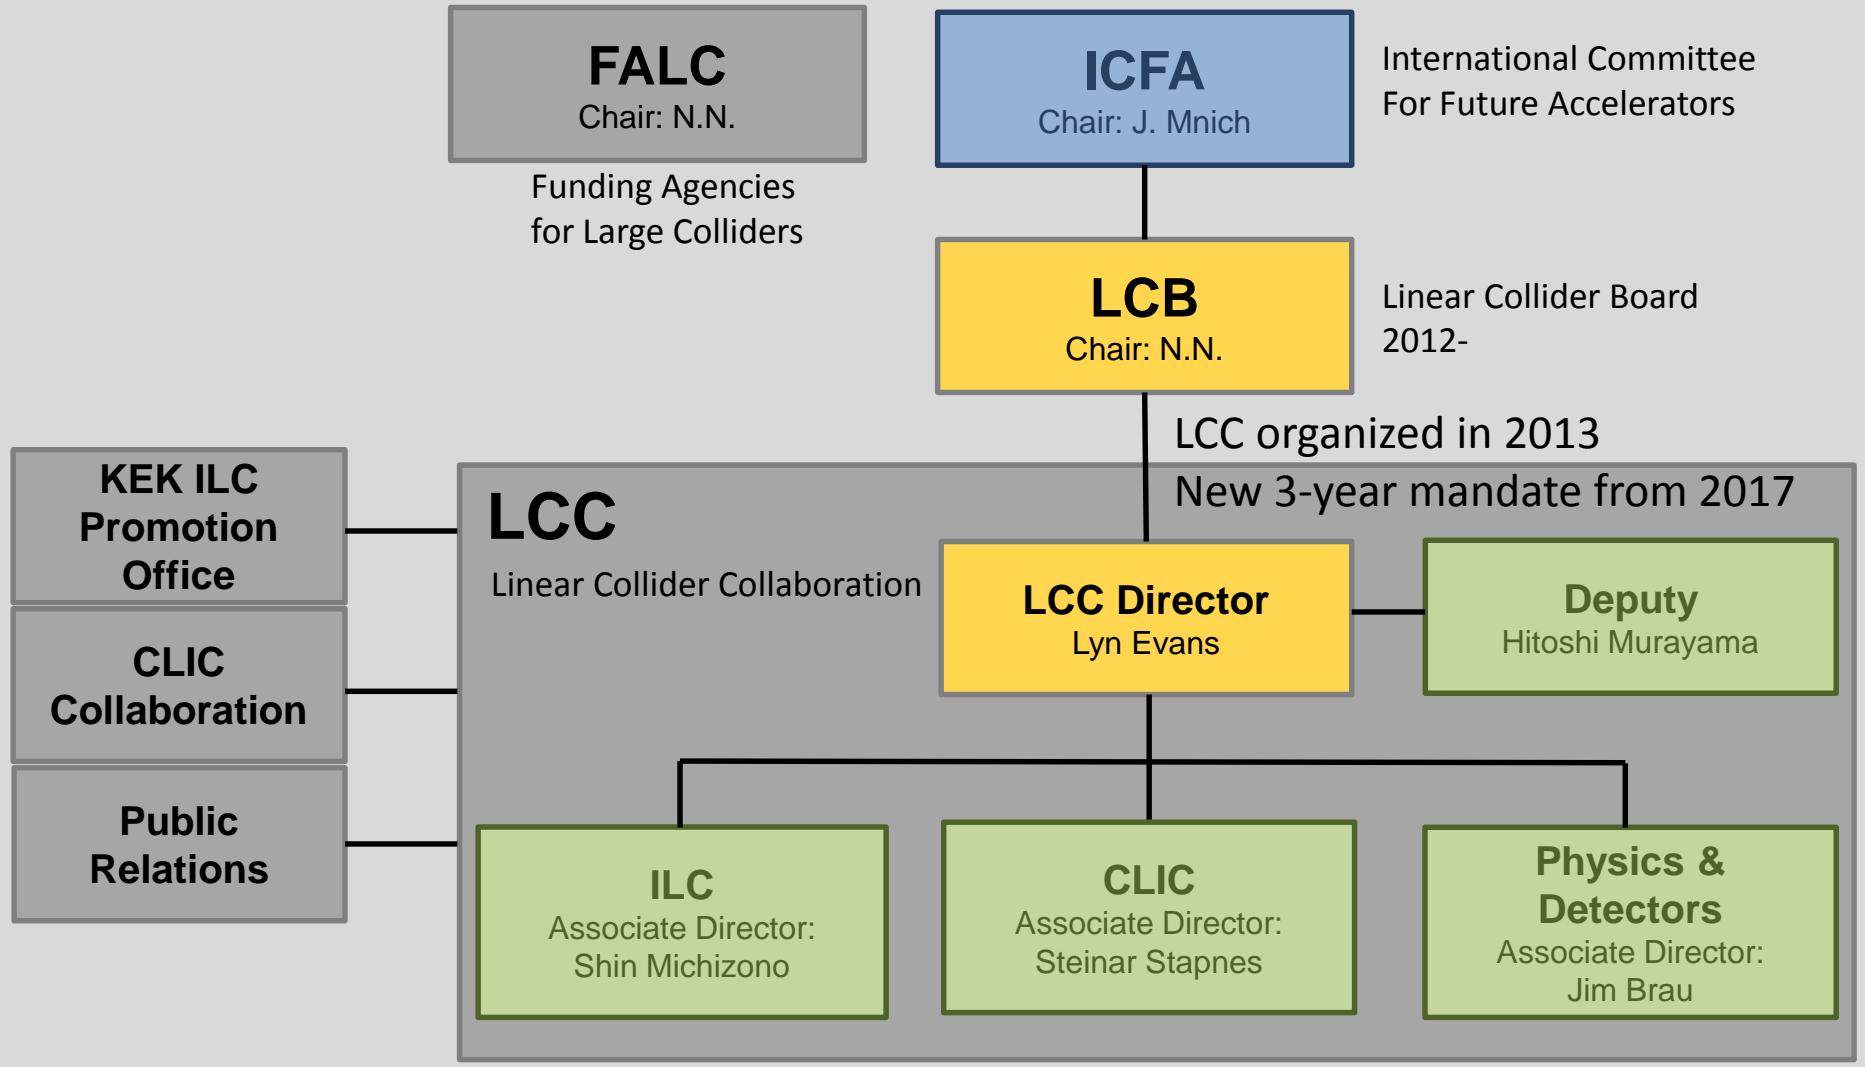 FALC
Chair: N.N.
Funding Agencies
for Large Colliders
ICFA
Chair: J. Mnich
International Committee
For Future Accelerators
LCB
Chair: N.N.
Linear Collider Board
2012-
LCC organized in 2013
New 3-year mandate from 2017
KEK ILC
Promotion
Office
CLIC
Collaboration
Public
Relations
LCC
Linear Collider Collaboration
LCC Director
Lyn Evans
Deputy
Hitoshi Murayama
ILC
Associate Director:
Shin Michizono
CLIC
Associate Director:
Steinar Stapnes
Physics &
Detectors
Associate Director:
Jim Brau